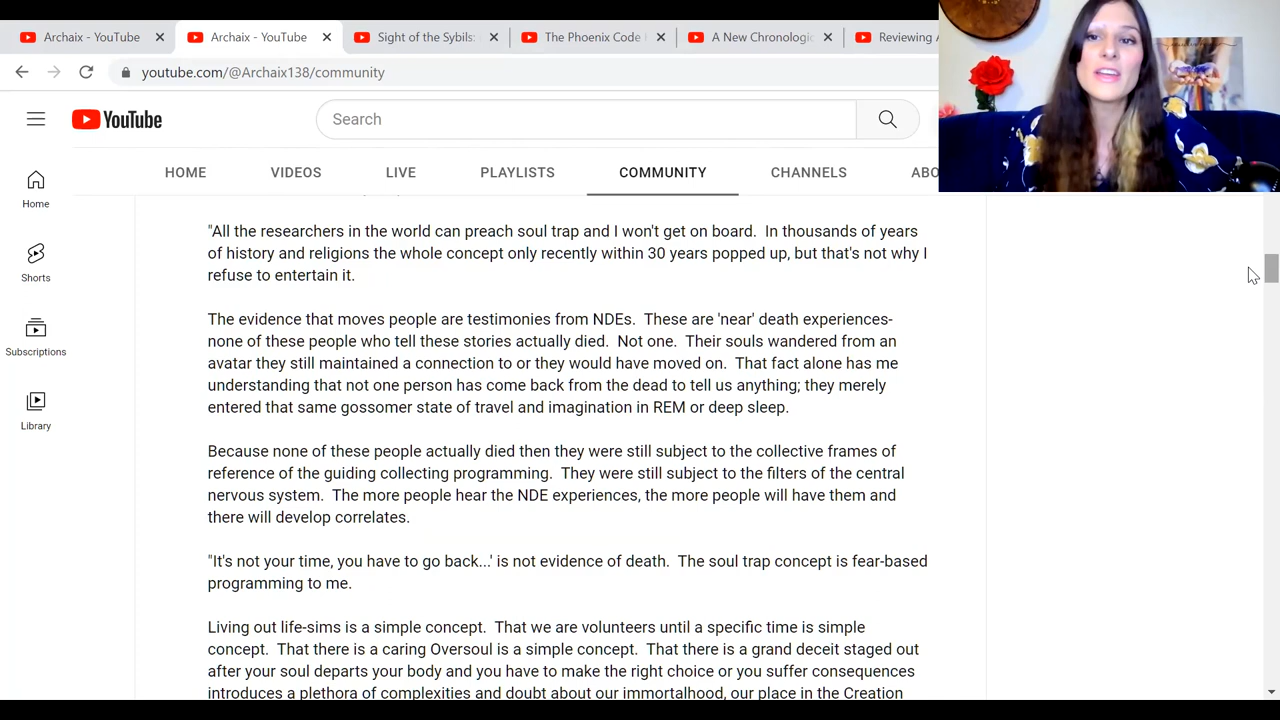 Archaix - YouTube
Archaix - YouTube
Sight of the Sybils:
The Phoenix Code
A New Chronologic
Reviewing A
youtube.com/@Archaix138/community
YouTube
Search
HOME VIDEOS LIVE PLAYLISTS COMMUNITY CHANNELS ABO
Home
Shorts
Subscriptions
Library
"All the researchers in the world can preach soul trap and I won't get on board. In thousands of years
of history and religions the whole concept only recently within 30 years popped up, but that's not why I
refuse to entertain it.
The evidence that moves people are testimonies from NDEs. These are 'near' death experiences-
none of these people who tell these stories actually died. Not one. Their souls wandered from an
avatar they still maintained a connection to or they would have moved on. That fact alone has me
understanding that not one person has come back from the dead to tell us anything; they merely
entered that same gossomer state of travel and imagination in REM or deep sleep.
Because none of these people actually died then they were still subject to the collective frames of
reference of the guiding collecting programming. They were still subject to the filters of the central
nervous system. The more people hear the NDE experiences, the more people will have them and
there will develop correlates.
"It's not your time, you have to go back...' is not evidence of death. The soul trap concept is fear-based
programming to me.
Living out life-sims is a simple concept. That we are volunteers until a specific time is simple
concept. That there is a caring Oversoul is a simple concept. That there is a grand deceit staged out
after your soul departs your body and you have to make the right choice or you suffer consequences
introduces a plethora of complexities and doubt about our immortalhood, our place in the Creation